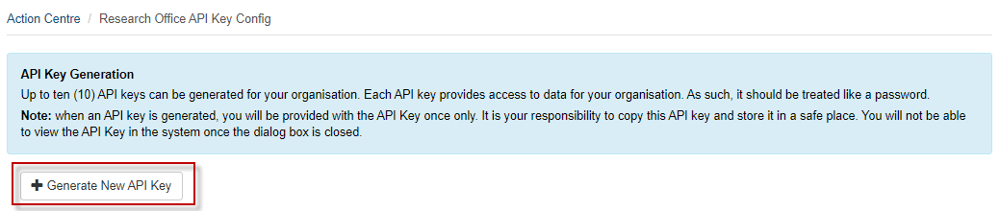 Action Centre / Research Office API Key Config
API Key Generation
Up to ten (10) API keys can be generated for your organisation. Each API key provides access to data for your organisation. As such, it should be treated like a password.
Note: when an API key is generated, you will be provided with the API Key once only. It is your responsibility to copy this API key and store it in a safe place. You will not be able
to view the API Key in the system once the dialog box is closed.
Generate New API Key